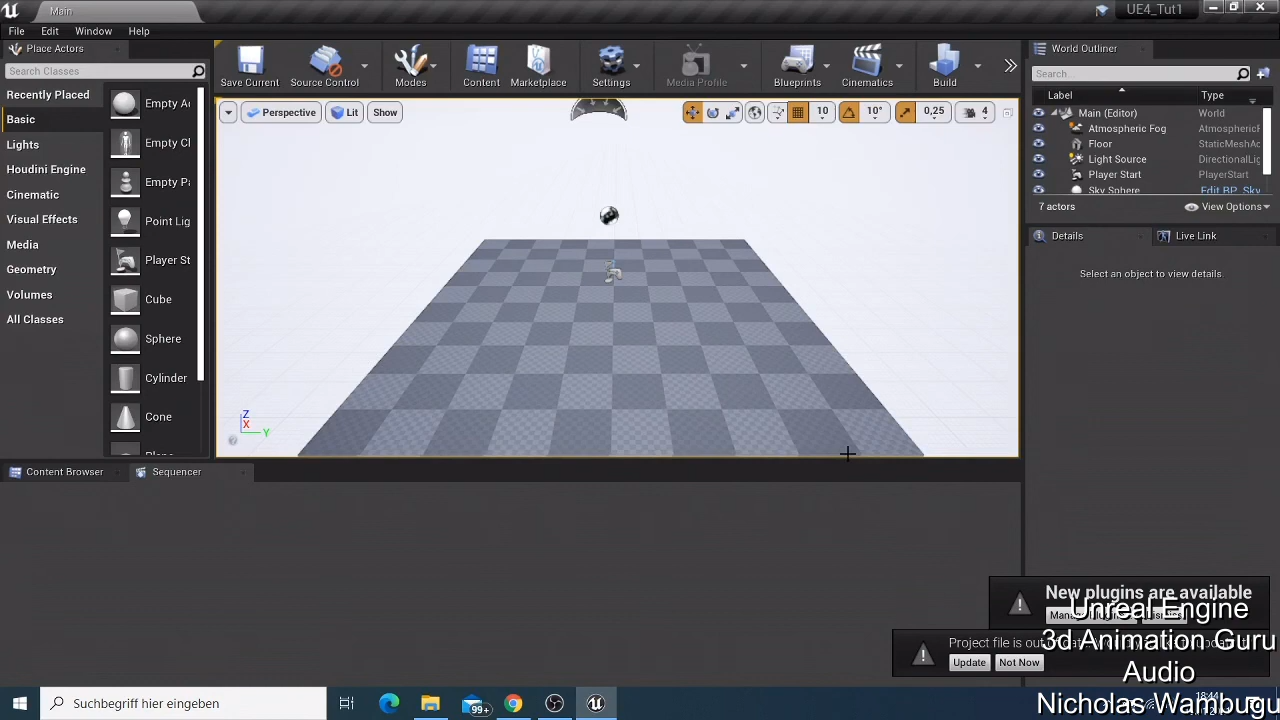 Main
UE4_Tut1
File Edit Window Help
Place Actors
Search Classes
Recently Placed
Basic
Lights
Houdini Engine
Cinematic
Visual Effects
Media
Geometry
Volumes
All Classes
Empty A
Empty Cl
Empty P
Point Lig
Player St
Cube
Sphere
Cylinder
Cone
Save Current
Source Control
Modes
Content
Marketplace
Settings
Media Profile
Blueprints
Cinematics
Build
Perspective Lit Show
10 10° 0,25 4
Z
X
Y
World Outliner
Search...
Label Type
Main (Editor) World
Atmospheric Fog Atmospheric
Floor StaticMeshAc
Light Source DirectionalLig
Player Start PlayerStart
Sky Sphere Edit BP_Sky
7 actors View Options
Details Live Link
Select an object to view details.
Content Browser Sequencer
New plugins are available
Unreal Engine
Project file is out
3d Animation Guru
Update Not Now
Audio
Nicholas Wambugu
Suchbegriff hier eingeben
99+
18:44